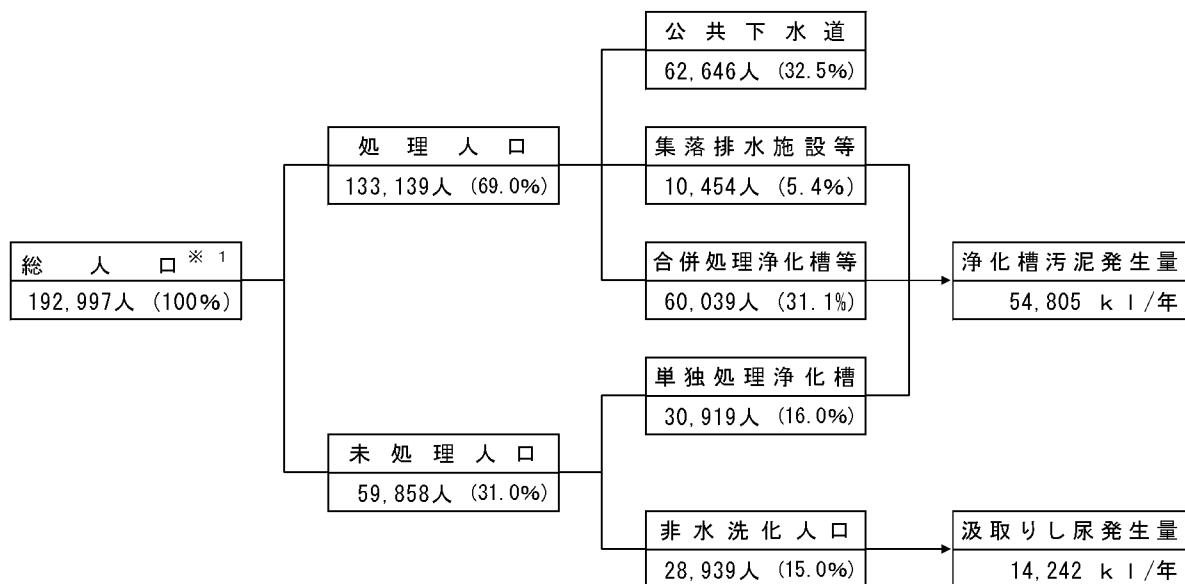 公共下水道
62,646人 (32.5%)
処理人口
133,139人 (69.0%)
集落排水施設等
10,454人 (5.4%)
総人口※1
192,997人 (100%)
合併処理浄化槽等
60,039人 (31.1%)
浄化槽汚泥発生量
54,805 kl/年
単独処理浄化槽
30,919人 (16.0%)
未処理人口
59,858人 (31.0%)
非水洗化人口
28,939人 (15.0%)
汲取りし尿発生量
14,242 kl/年